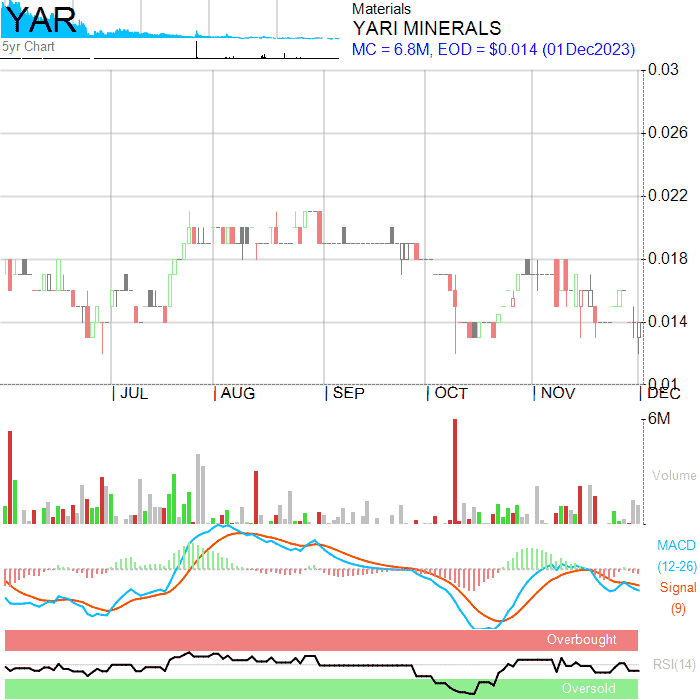 YAR
5yr Chart
Materials
YARI MINERALS
MC = 6.8M, EOD = $0.014 (01Dec2023)
0.03
0.026
0.022
0.018
0.014
0.01
JUL AUG SEP OCT NOV DEC
6M
Volume
MACD
(12-26)
Signal
(9)
Overbought
RSI(14)
Oversold